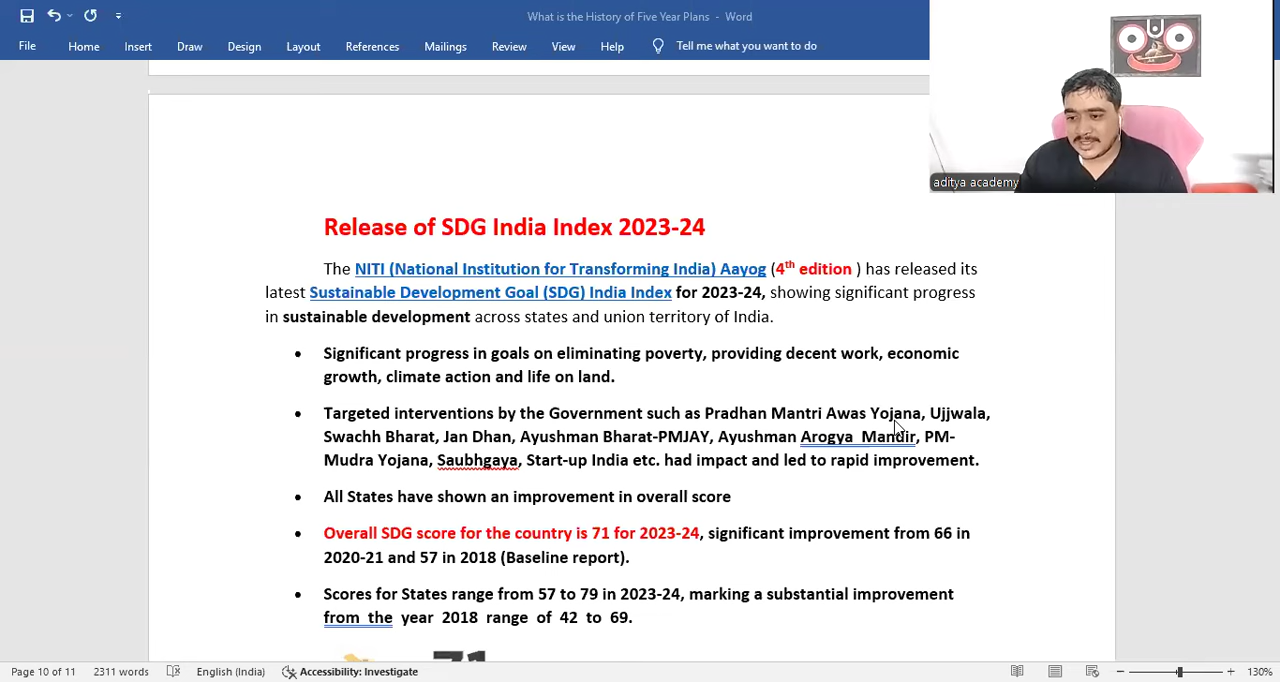 What is the History of Five Year Plans - Word
File Home Insert Draw Design Layout References Mailings Review View Help Tell me what you want to do
aditya academy
Release of SDG India Index 2023-24
The NITI (National Institution for Transforming India) Aayog (4th edition ) has released its
latest Sustainable Development Goal (SDG) India Index for 2023-24, showing significant progress
in sustainable development across states and union territory of India.
• Significant progress in goals on eliminating poverty, providing decent work, economic
growth, climate action and life on land.
• Targeted interventions by the Government such as Pradhan Mantri Awas Yojana, Ujjwala,
Swachh Bharat, Jan Dhan, Ayushman Bharat-PMJAY, Ayushman Arogya Mandir, PM-
Mudra Yojana, Saubhgaya, Start-up India etc. had impact and led to rapid improvement.
• All States have shown an improvement in overall score
• Overall SDG score for the country is 71 for 2023-24, significant improvement from 66 in
2020-21 and 57 in 2018 (Baseline report).
• Scores for States range from 57 to 79 in 2023-24, marking a substantial improvement
from the year 2018 range of 42 to 69.
71
Page 10 of 11 2311 words English (India) Accessibility: Investigate 130%